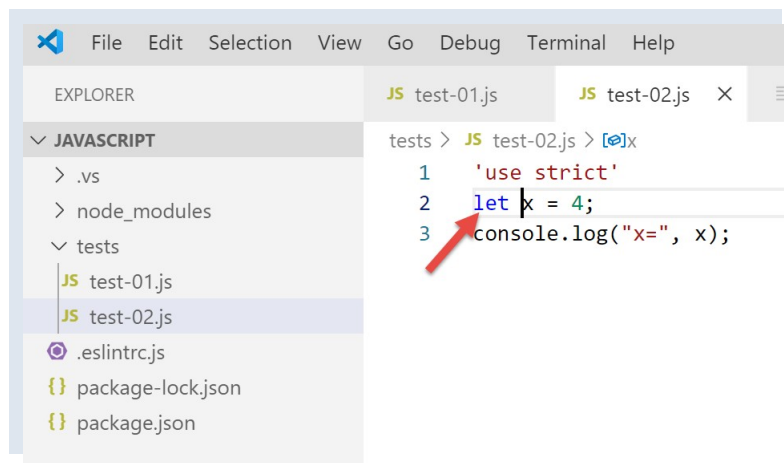 File Edit Selection View Go Debug Terminal Help
EXPLORER
JAVASCRIPT
.vs
node_modules
tests
JS test-01.js
JS test-02.js
.eslintrc.js
{} package-lock.json
{} package.json
JS test-01.js JS test-02.js
tests > JS test-02.js > x
1 'use strict'
2 let x = 4;
3 console.log("x=", x);